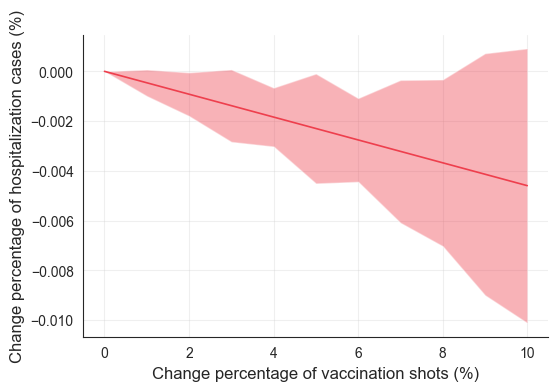 Change percentage of hospitalization cases (%)
0.000
−0.002
−0.004
−0.006
−0.008
−0.010
0 2 4 6 8 10
Change percentage of vaccination shots (%)